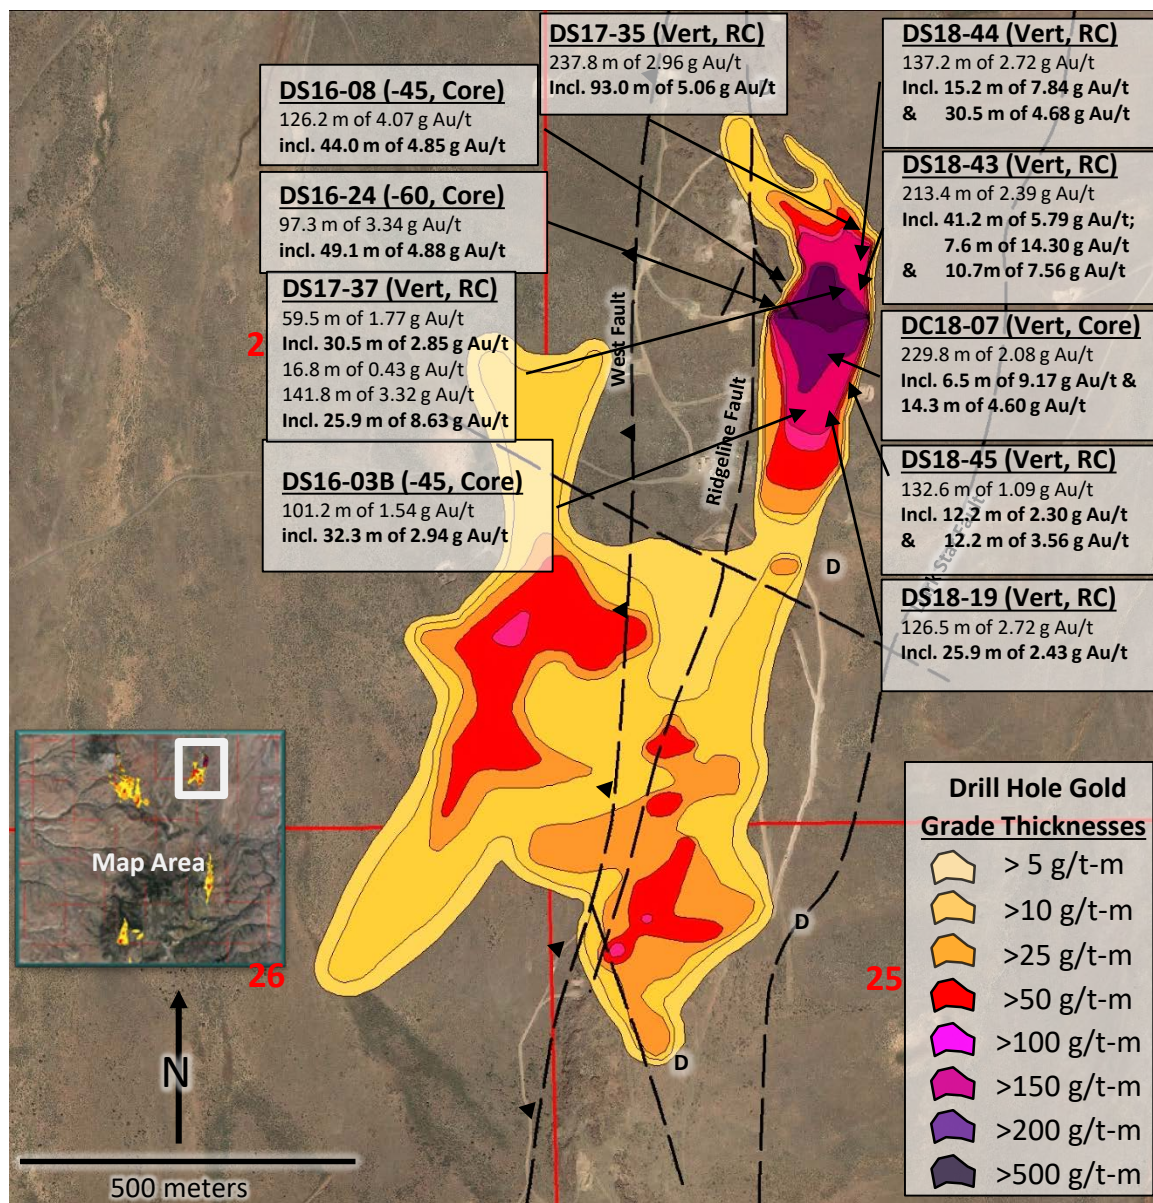 DS17-35 (Vert, RC)
237.8 m of 2.96 g Au/t
Incl. 93.0 m of 5.06 g Au/t
DS16-08 (-45, Core)
126.2 m of 4.07 g Au/t
incl. 44.0 m of 4.85 g Au/t
DS16-24 (-60, Core)
97.3 m of 3.34 g Au/t
incl. 49.1 m of 4.88 g Au/t
DS17-37 (Vert, RC)
59.5 m of 1.77 g Au/t
Incl. 30.5 m of 2.85 g Au/t
16.8 m of 0.43 g Au/t
141.8 m of 3.32 g Au/t
Incl. 25.9 m of 8.63 g Au/t
DS16-03B (-45, Core)
101.2 m of 1.54 g Au/t
incl. 32.3 m of 2.94 g Au/t
DS18-44 (Vert, RC)
137.2 m of 2.72 g Au/t
Incl. 15.2 m of 7.84 g Au/t
& 30.5 m of 4.68 g Au/t
DS18-43 (Vert, RC)
213.4 m of 2.39 g Au/t
Incl. 41.2 m of 5.79 g Au/t;
7.6 m of 14.30 g Au/t
& 10.7m of 7.56 g Au/t
DC18-07 (Vert, Core)
229.8 m of 2.08 g Au/t
Incl. 6.5 m of 9.17 g Au/t &
14.3 m of 4.60 g Au/t
DS18-45 (Vert, RC)
132.6 m of 1.09 g Au/t
Incl. 12.2 m of 2.30 g Au/t
& 12.2 m of 3.56 g Au/t
DS18-19 (Vert, RC)
126.5 m of 2.72 g Au/t
Incl. 25.9 m of 2.43 g Au/t
2
West Fault
Ridgeline Fault
D
D
D
Map Area
26
25
N
500 meters
Drill Hole Gold
Grade Thicknesses
> 5 g/t-m
>10 g/t-m
>25 g/t-m
>50 g/t-m
>100 g/t-m
>150 g/t-m
>200 g/t-m
>500 g/t-m